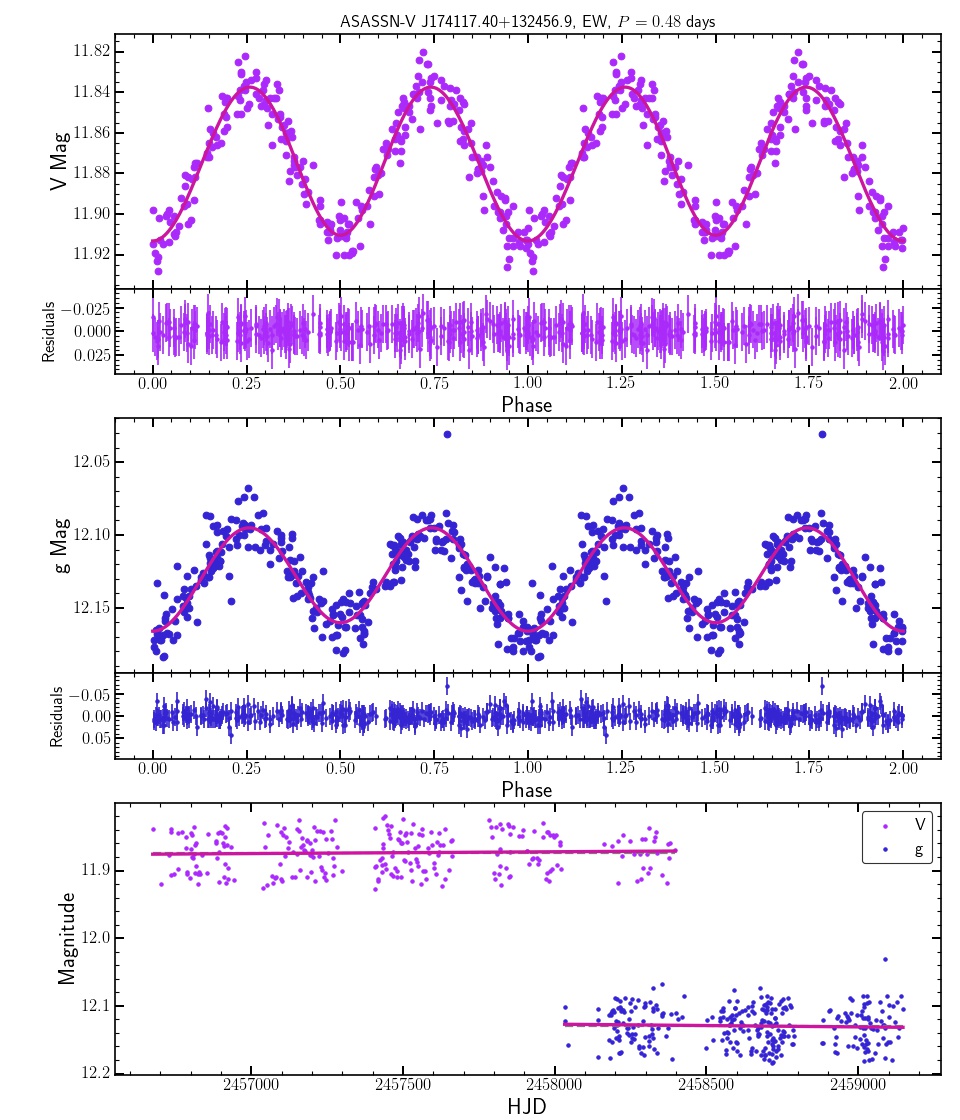 ASASSN-V J174117.40+132456.9, EW, P = 0.48 days
V Mag
11.82
11.84
11.86
11.88
11.90
11.92
Residuals
−0.025
0.000
0.025
0.00 0.25 0.50 0.75 1.00 1.25 1.50 1.75 2.00
Phase
g Mag
12.05
12.10
12.15
Residuals
−0.05
0.00
0.05
0.00 0.25 0.50 0.75 1.00 1.25 1.50 1.75 2.00
Phase
V
g
Magnitude
11.9
12.0
12.1
12.2
2457000 2457500 2458000 2458500 2459000
HJD